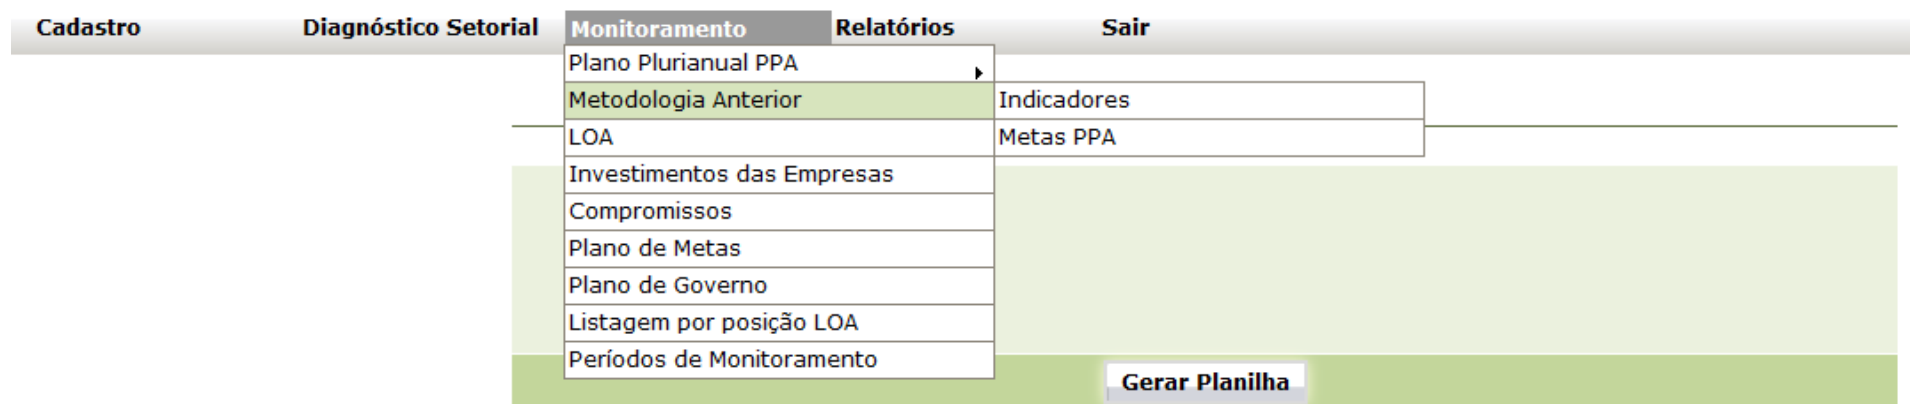 Cadastro Diagnóstico Setorial Monitoramento Relatórios Sair
Plano Plurianual PPA
Metodologia Anterior Indicadores
LOA Metas PPA
Investimentos das Empresas
Compromissos
Plano de Metas
Plano de Governo
Listagem por posição LOA
Períodos de Monitoramento
Gerar Planilha